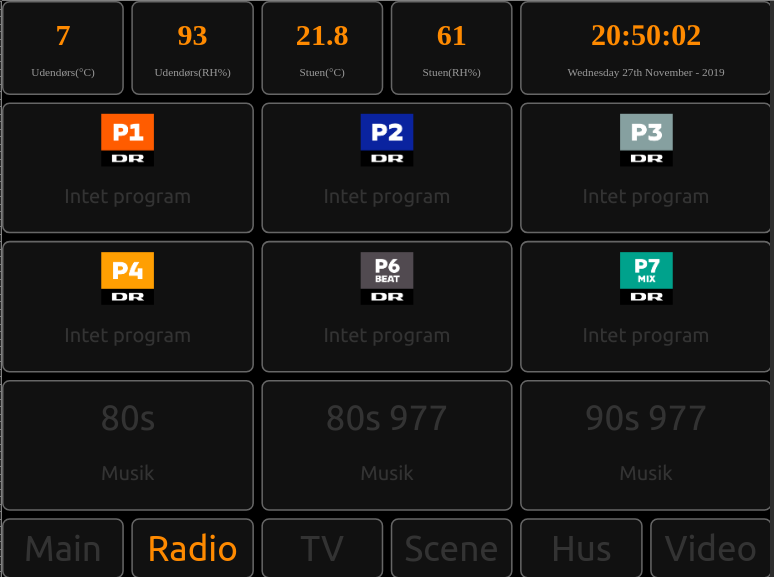 7 93 21.8 61 20:50:02
Udendørs(°C) Udendørs(RH%) Stuen(°C) Stuen(RH%) Wednesday 27th November - 2019
P1 P2 P3
DR DR DR
Intet program Intet program Intet program
P4 P6 P7
BEAT MIX
DR DR DR
Intet program Intet program Intet program
80s 80s 977 90s 977
Musik Musik Musik
Main Radio TV Scene Hus Video